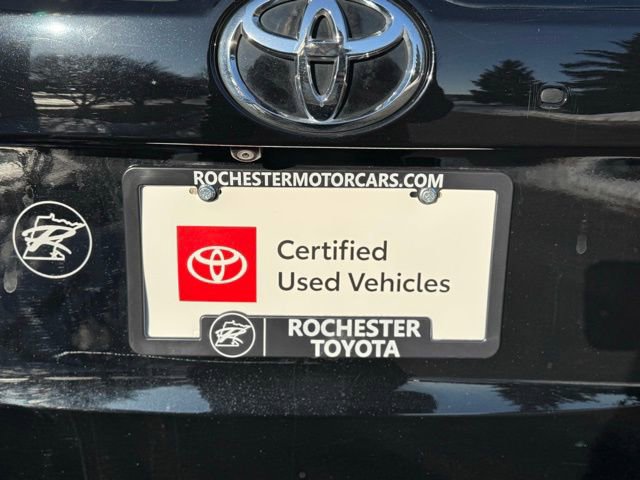 ROCHESTERMOTORCARS.COM
Certified
Used Vehicles
ROCHESTER
TOYOTA